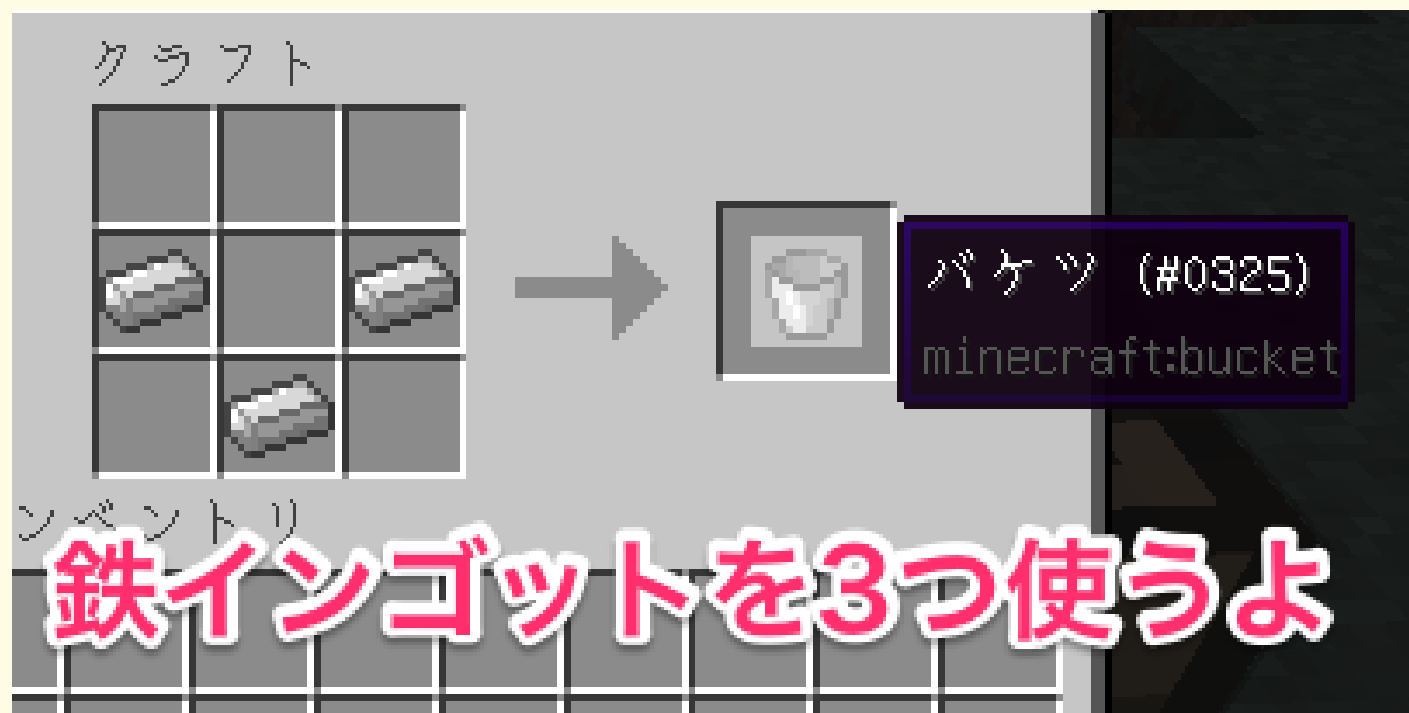 クラフト
バケツ (#0325)
minecraft:bucket
ンベントリ
鉄インゴットを3つ使うよ